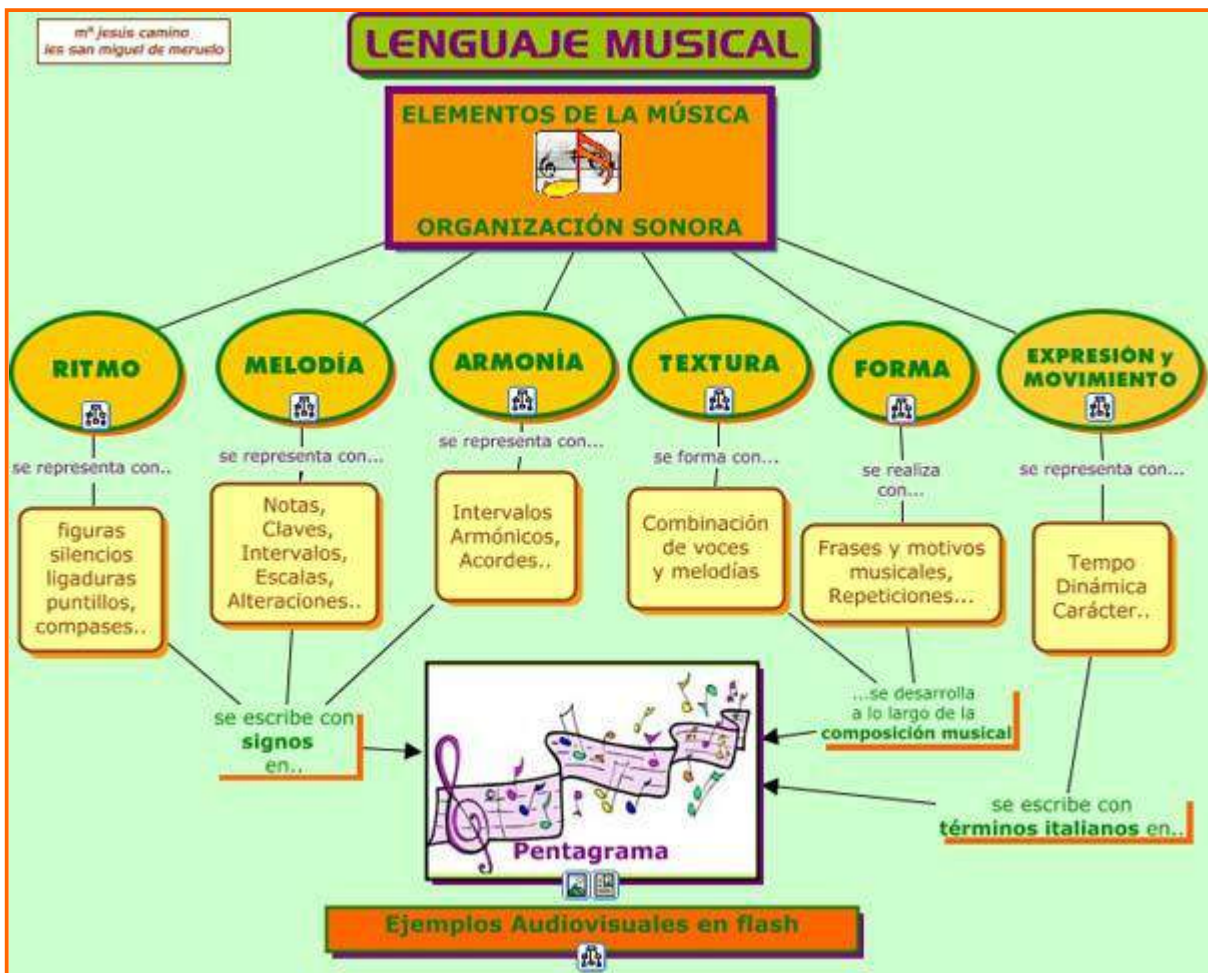 mª jesús camino
ies san miguel de meruelo
LENGUAJE MUSICAL
ELEMENTOS DE LA MÚSICA
ORGANIZACIÓN SONORA
RITMO
MELODÍA
ARMONÍA
TEXTURA
FORMA
EXPRESIÓN y
MOVIMIENTO
se representa con..
se representa con...
se representa con...
se forma con...
se realiza
con...
se representa con...
figuras
silencios
ligaduras
puntillos,
compases..
Notas,
Claves,
Intervalos,
Escalas,
Alteraciones..
Intervalos
Armónicos,
Acordes..
Combinación
de voces
y melodías
Frases y motivos
musicales,
Repeticiones...
Tempo
Dinámica
Carácter..
se escribe con
signos
en..
...se desarrolla
a lo largo de la
composición musical
se escribe con
términos italianos en..
Pentagrama
Ejemplos Audiovisuales en flash